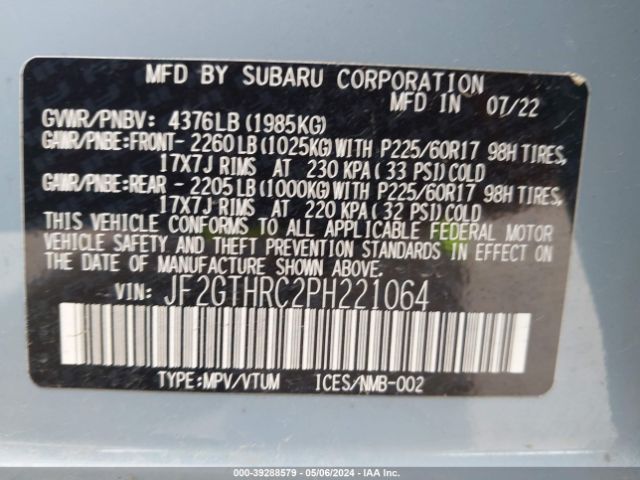 MFD BY SUBARU CORPORATION
MFD IN 07/22
GVWR/PNBV: 4376LB (1985KG)
GAWR/PNBE:FRONT- 2260LB(1025KG)WITH P225/60R17 98H TIRES,
17X7J RIMS AT 230 KPA( 33 PSI)COLD
GAWR/PNBE:REAR - 2205LB(1000KG)WITH P225/60R17 98H TIRES,
17X7J RIMS AT 220 KPA( 32 PSI)COLD
THIS VEHICLE CONFORMS TO ALL APPLICABLE FEDERAL MOTOR
VEHICLE SAFETY AND THEFT PREVENTION STANDARDS IN EFFECT ON
THE DATE OF MANUFACTURE SHOWN ABOVE.
VIN: JF2GTHRC2PH221064
TYPE:MPV/VTUM ICES/NMB-002
000-39288579 - 05/06/2024 - IAA, Inc.